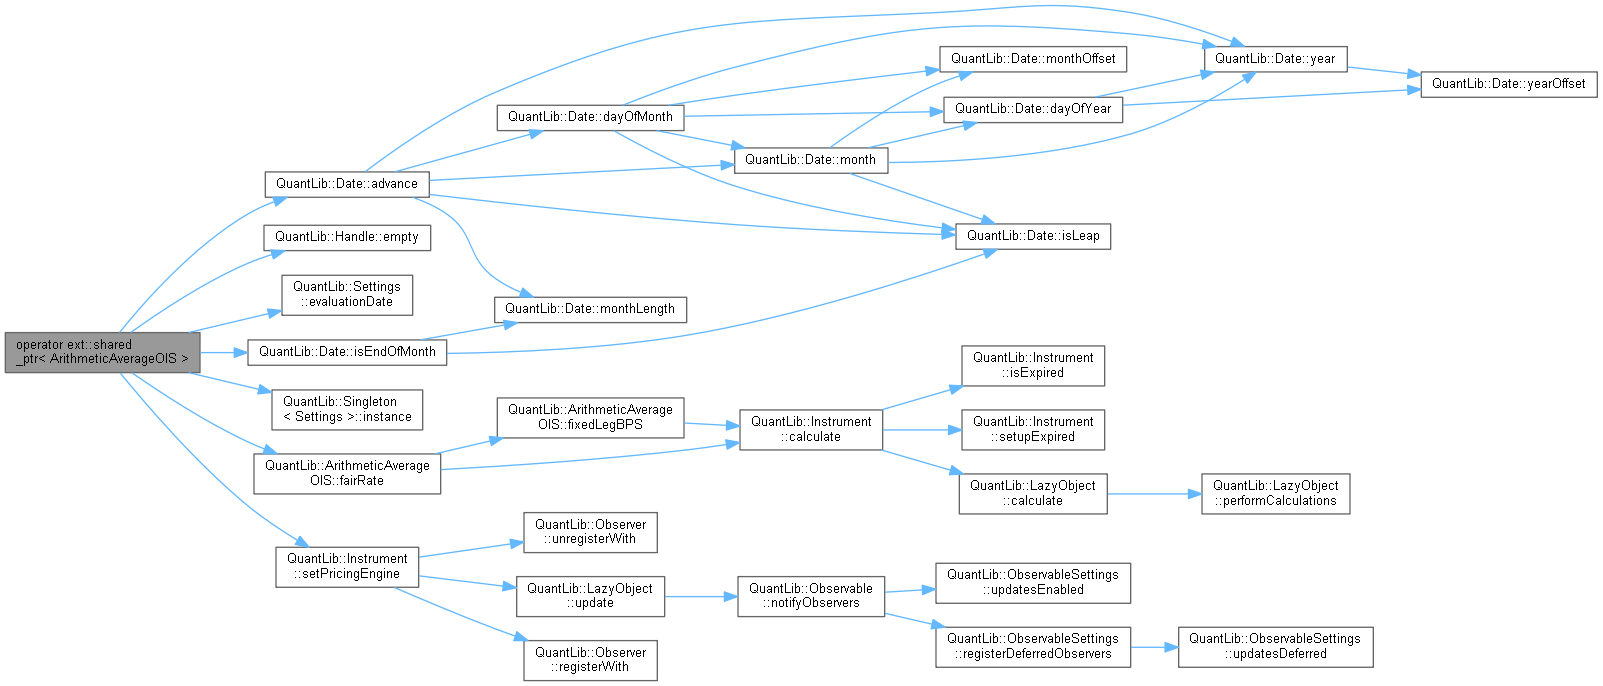 operator ext::shared
_ptr< ArithmeticAverageOIS >
QuantLib::Date::advance
QuantLib::Handle::empty
QuantLib::Settings
::evaluationDate
QuantLib::Date::isEndOfMonth
QuantLib::Singleton
< Settings >::instance
QuantLib::ArithmeticAverage
OIS::fairRate
QuantLib::Instrument
::setPricingEngine
QuantLib::Date::dayOfMonth
QuantLib::Date::monthLength
QuantLib::ArithmeticAverage
OIS::fixedLegBPS
QuantLib::Observer
::unregisterWith
QuantLib::LazyObject
::update
QuantLib::Observer
::registerWith
QuantLib::Date::month
QuantLib::Instrument
::calculate
QuantLib::Observable
::notifyObservers
QuantLib::Date::monthOffset
QuantLib::Date::dayOfYear
QuantLib::Date::isLeap
QuantLib::Instrument
::isExpired
QuantLib::Instrument
::setupExpired
QuantLib::LazyObject
::calculate
QuantLib::ObservableSettings
::updatesEnabled
QuantLib::ObservableSettings
::registerDeferredObservers
QuantLib::Date::year
QuantLib::LazyObject
::performCalculations
QuantLib::ObservableSettings
::updatesDeferred
QuantLib::Date::yearOffset